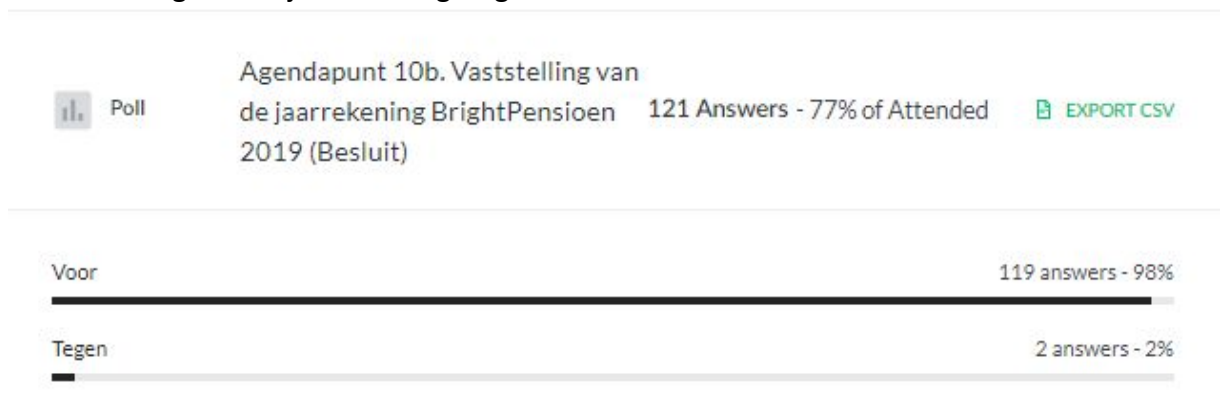 Poll
Agendapunt 10b. Vaststelling van
de jaarrekening BrightPensioen
2019 (Besluit)
121 Answers - 77% of Attended
EXPORT CSV
Voor
119 answers - 98%
Tegen
2 answers - 2%